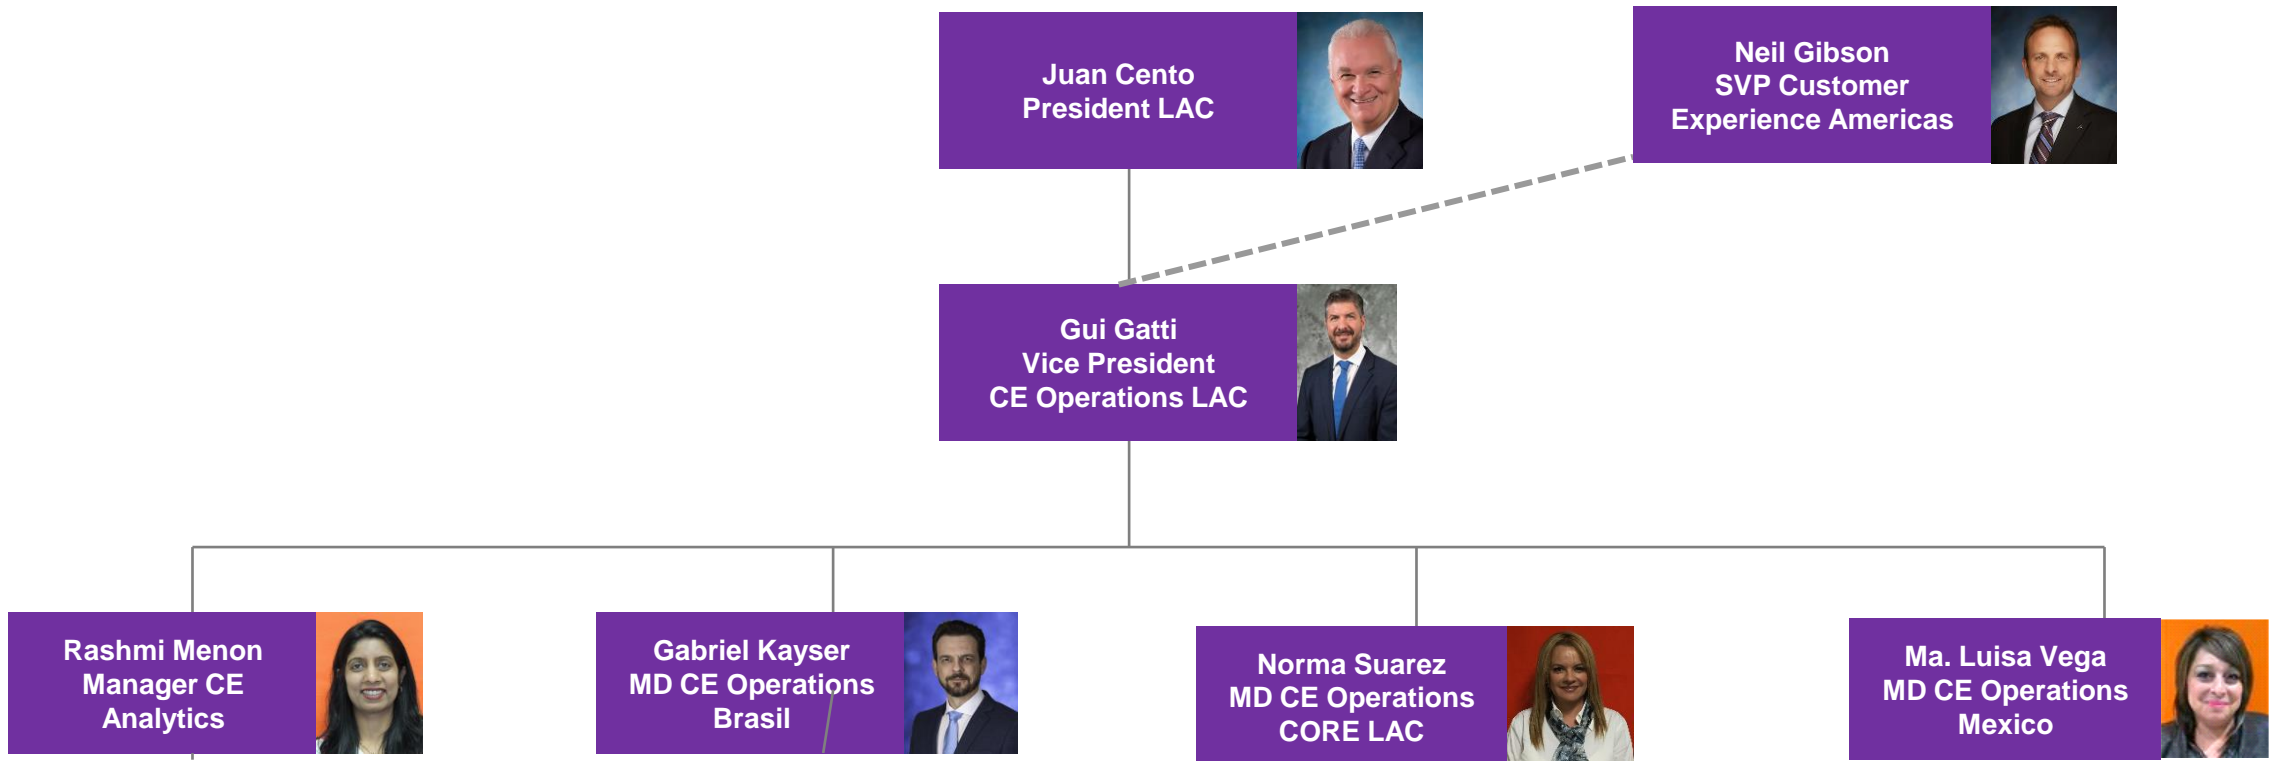 Juan Cento
President LAC
Neil Gibson
SVP Customer
Experience Americas
Gui Gatti
Vice President
CE Operations LAC
Rashmi Menon
Manager CE
Analytics
Gabriel Kayser
MD CE Operations
Brasil
Norma Suarez
MD CE Operations
CORE LAC
Ma. Luisa Vega
MD CE Operations
Mexico